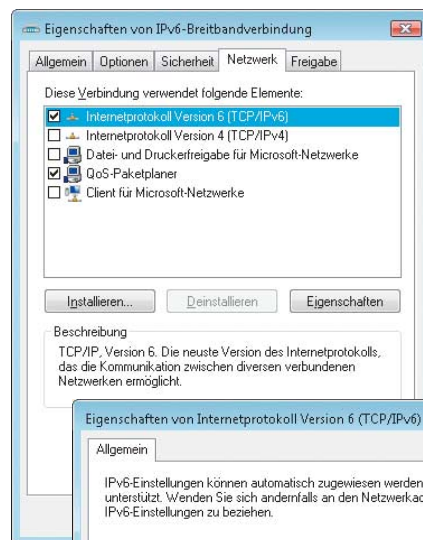 Eigenschaften von IPv6-Breitbandverbindung
Allgemein Optionen Sicherheit Netzwerk Freigabe
Diese Verbindung verwendet folgende Elemente:
Internetprotokoll Version 6 (TCP/IPv6)
Internetprotokoll Version 4 (TCP/IPv4)
Datei- und Druckerfreigabe für Microsoft-Netzwerke
QoS-Paketplaner
Client für Microsoft-Netzwerke
Installieren... Deinstallieren Eigenschaften
Beschreibung
TCP/IP, Version 6. Die neuste Version des Internetprotokolls,
das die Kommunikation zwischen diversen verbundenen
Netzwerken ermöglicht.
Eigenschaften von Internetprotokoll Version 6 (TCP/IPv6)
Allgemein
IPv6-Einstellungen können automatisch zugewiesen werden
unterstützt. Wenden Sie sich andernfalls an den Netzwerkad
IPv6-Einstellungen zu beziehen.